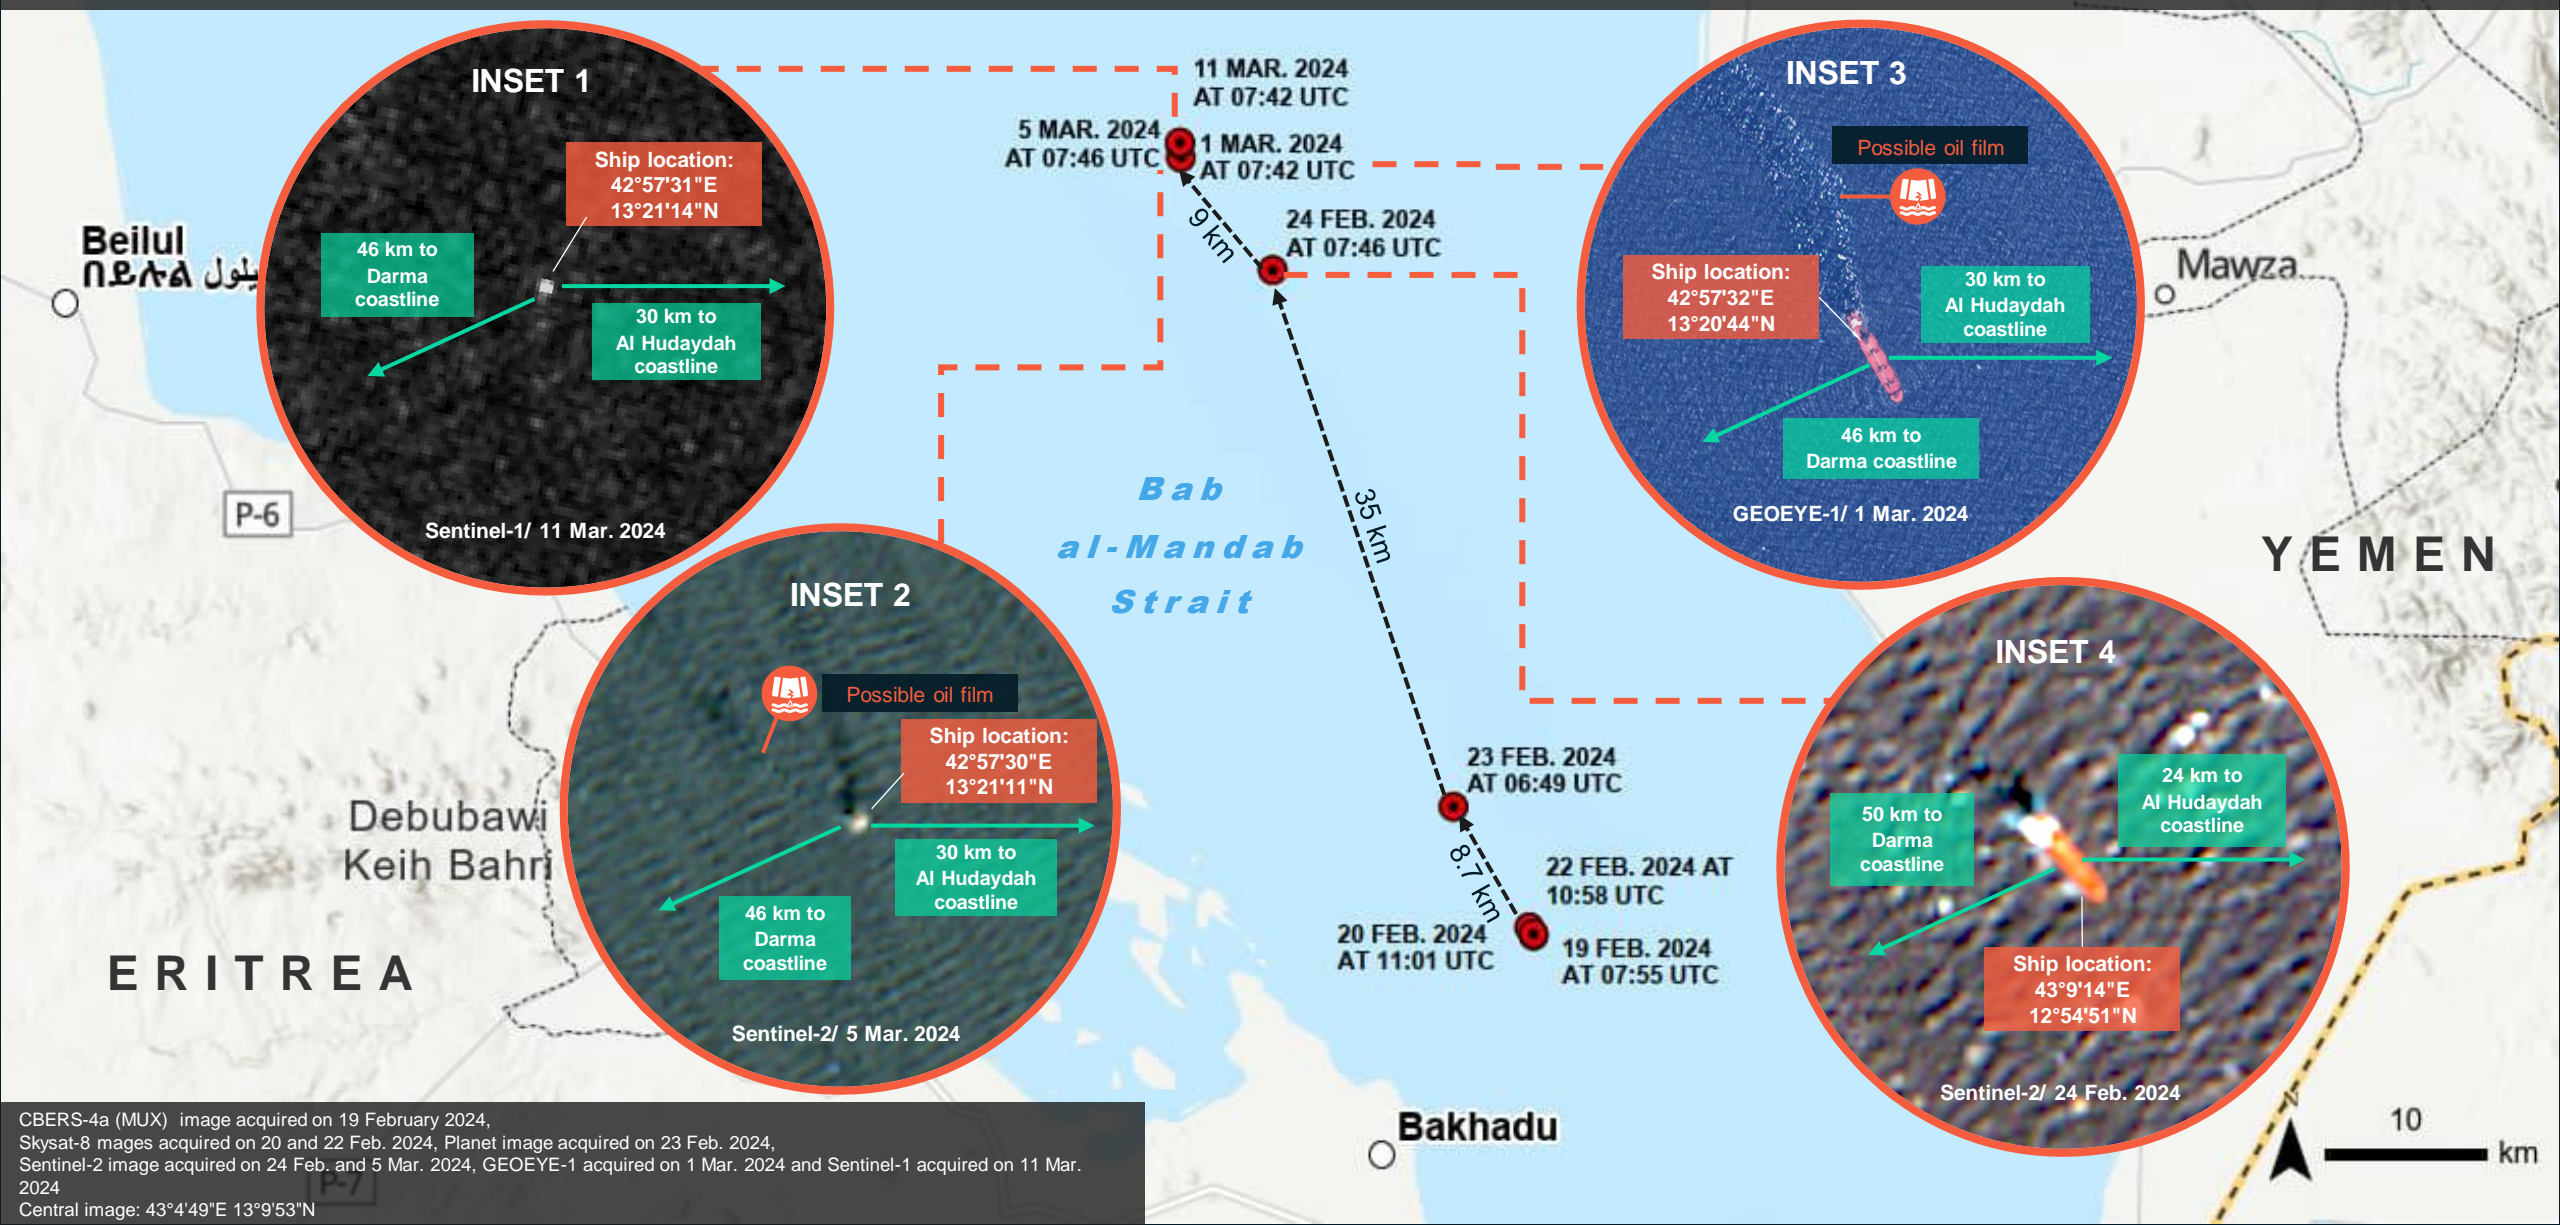 INSET 1
Ship location:
42°57'31"E
13°21'14"N
46 km to
Darma
coastline
30 km to
Al Hudaydah
coastline
Sentinel-1/ 11 Mar. 2024
11 MAR. 2024
AT 07:42 UTC
5 MAR. 2024
AT 07:46 UTC
1 MAR. 2024
AT 07:42 UTC
24 FEB. 2024
AT 07:46 UTC
9 km
INSET 3
Possible oil film
Ship location:
42°57'32"E
13°20'44"N
30 km to
Al Hudaydah
coastline
46 km to
Darma coastline
GEOEYE-1/ 1 Mar. 2024
Beilul
በይሉል
Mawza
P-6
Bab
al-Mandab
Strait
35 km
YEMEN
INSET 2
Possible oil film
Ship location:
42°57'30"E
13°21'11"N
30 km to
Al Hudaydah
coastline
46 km to
Darma
coastline
Sentinel-2/ 5 Mar. 2024
INSET 4
24 km to
Al Hudaydah
coastline
50 km to
Darma
coastline
Ship location:
43°9'14"E
12°54'51"N
Sentinel-2/ 24 Feb. 2024
23 FEB. 2024
AT 06:49 UTC
8.7 km
22 FEB. 2024 AT
10:58 UTC
20 FEB. 2024
AT 11:01 UTC
19 FEB. 2024
AT 07:55 UTC
Debubawi
Keih Bahri
ERITREA
Bakhadu
10
km
CBERS-4a (MUX) image acquired on 19 February 2024,
Skysat-8 mages acquired on 20 and 22 Feb. 2024, Planet image acquired on 23 Feb. 2024,
Sentinel-2 image acquired on 24 Feb. and 5 Mar. 2024, GEOEYE-1 acquired on 1 Mar. 2024 and Sentinel-1 acquired on 11 Mar.
2024
Central image: 43°4'49"E 13°9'53"N
P-7